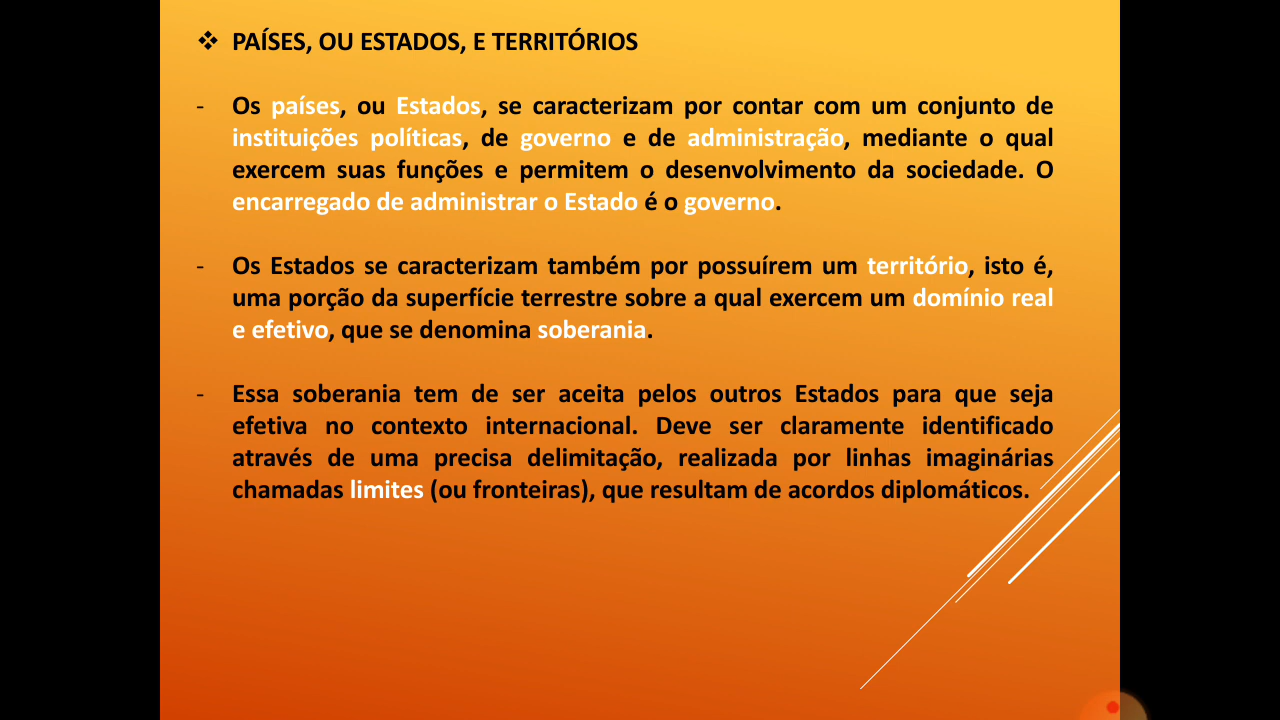 ❖ PAÍSES, OU ESTADOS, E TERRITÓRIOS
- Os países, ou Estados, se caracterizam por contar com um conjunto de
instituições políticas, de governo e de administração, mediante o qual
exercem suas funções e permitem o desenvolvimento da sociedade. O
encarregado de administrar o Estado é o governo.
- Os Estados se caracterizam também por possuírem um território, isto é,
uma porção da superfície terrestre sobre a qual exercem um domínio real
e efetivo, que se denomina soberania.
- Essa soberania tem de ser aceita pelos outros Estados para que seja
efetiva no contexto internacional. Deve ser claramente identificado
através de uma precisa delimitação, realizada por linhas imaginárias
chamadas limites (ou fronteiras), que resultam de acordos diplomáticos.